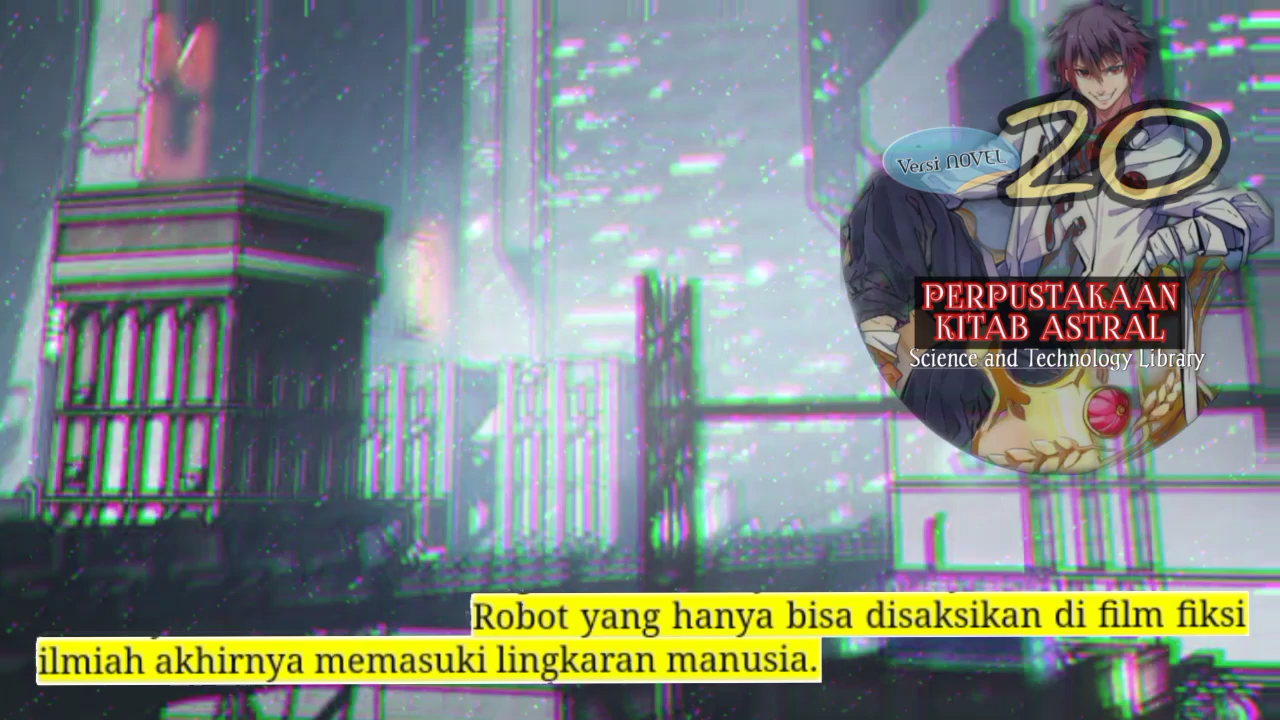 20
Versi NOVEL
PERPUSTAKAAN
KITAB ASTRAL
Science and Technology Library
Robot yang hanya bisa disaksikan di film fiksi
ilmiah akhirnya memasuki lingkaran manusia.